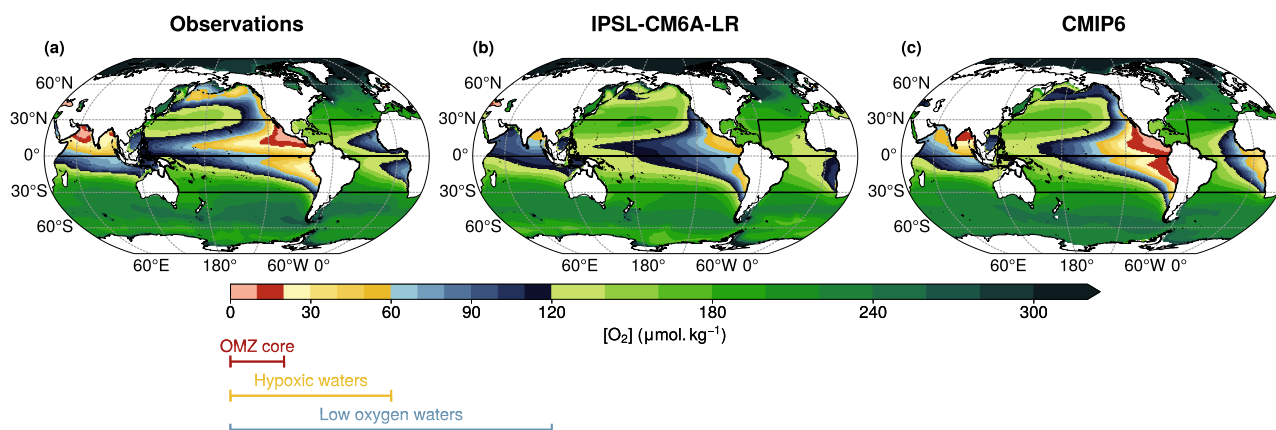 Observations IPSL-CM6A-LR CMIP6
(a) (b) (c)
60°N 60°N 60°N
30°N 30°N 30°N
0° 0° 0°
30°S 30°S 30°S
60°S 60°S 60°S
60°E 180° 60°W 0° 60°E 180° 60°W 0° 60°E 180° 60°W 0°
0 30 60 90 120 180 240 300
[O₂] (µmol. kg⁻¹)
OMZ core
Hypoxic waters
Low oxygen waters